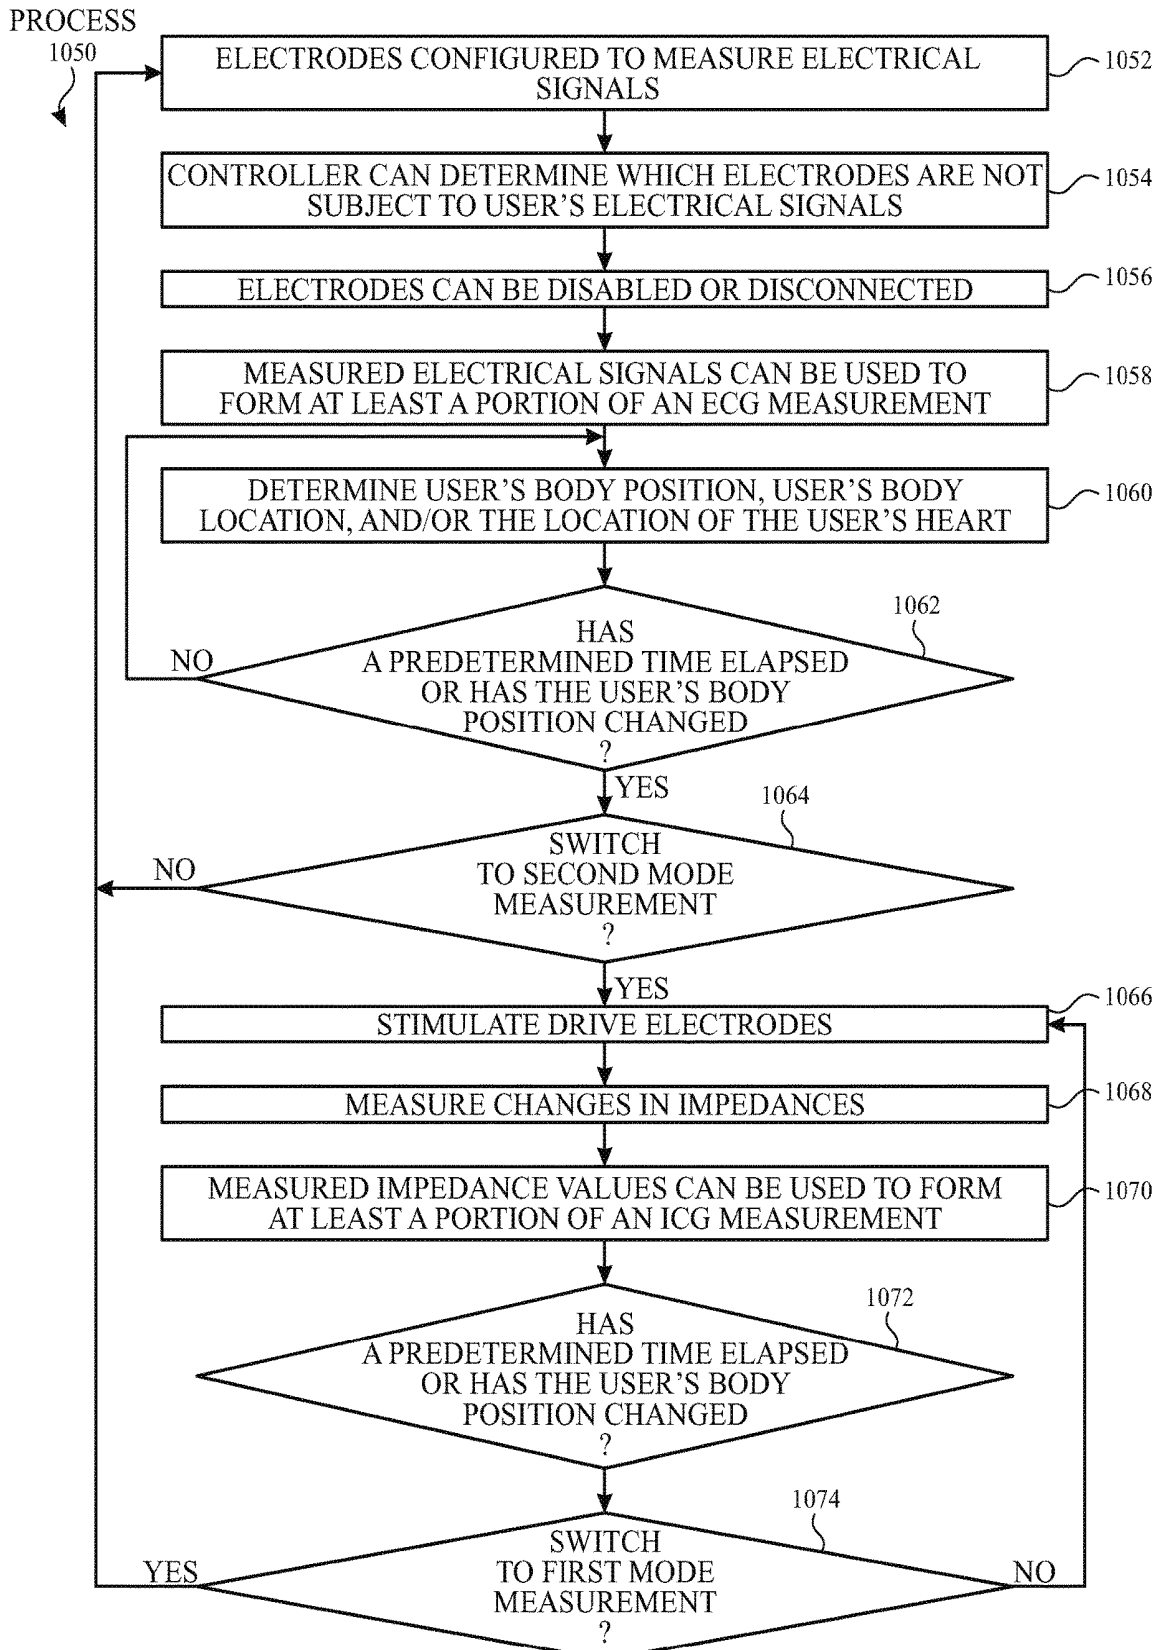 PROCESS
1050
ELECTRODES CONFIGURED TO MEASURE ELECTRICAL
SIGNALS
1052
CONTROLLER CAN DETERMINE WHICH ELECTRODES ARE NOT
SUBJECT TO USER'S ELECTRICAL SIGNALS
1054
ELECTRODES CAN BE DISABLED OR DISCONNECTED
1056
MEASURED ELECTRICAL SIGNALS CAN BE USED TO
FORM AT LEAST A PORTION OF AN ECG MEASUREMENT
1058
DETERMINE USER'S BODY POSITION, USER'S BODY
LOCATION, AND/OR THE LOCATION OF THE USER'S HEART
1060
1062
HAS
A PREDETERMINED TIME ELAPSED
OR HAS THE USER'S BODY
POSITION CHANGED
?
NO
YES
1064
SWITCH
TO SECOND MODE
MEASUREMENT
?
NO
YES
STIMULATE DRIVE ELECTRODES
1066
MEASURE CHANGES IN IMPEDANCES
1068
MEASURED IMPEDANCE VALUES CAN BE USED TO FORM
AT LEAST A PORTION OF AN ICG MEASUREMENT
1070
1072
HAS
A PREDETERMINED TIME ELAPSED
OR HAS THE USER'S BODY
POSITION CHANGED
?
1074
SWITCH
TO FIRST MODE
MEASUREMENT
?
YES
NO